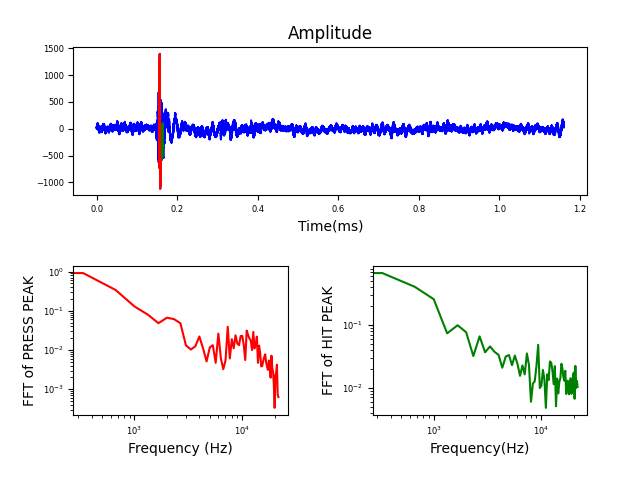 Amplitude
1500
1000
500
0
−500
−1000
0.0 0.2 0.4 0.6 0.8 1.0 1.2
Time(ms)
FFT of PRESS PEAK
10⁰
10⁻¹
10⁻²
10⁻³
10³ 10⁴
Frequency (Hz)
FFT of HIT PEAK
10⁻¹
10⁻²
10³ 10⁴
Frequency(Hz)